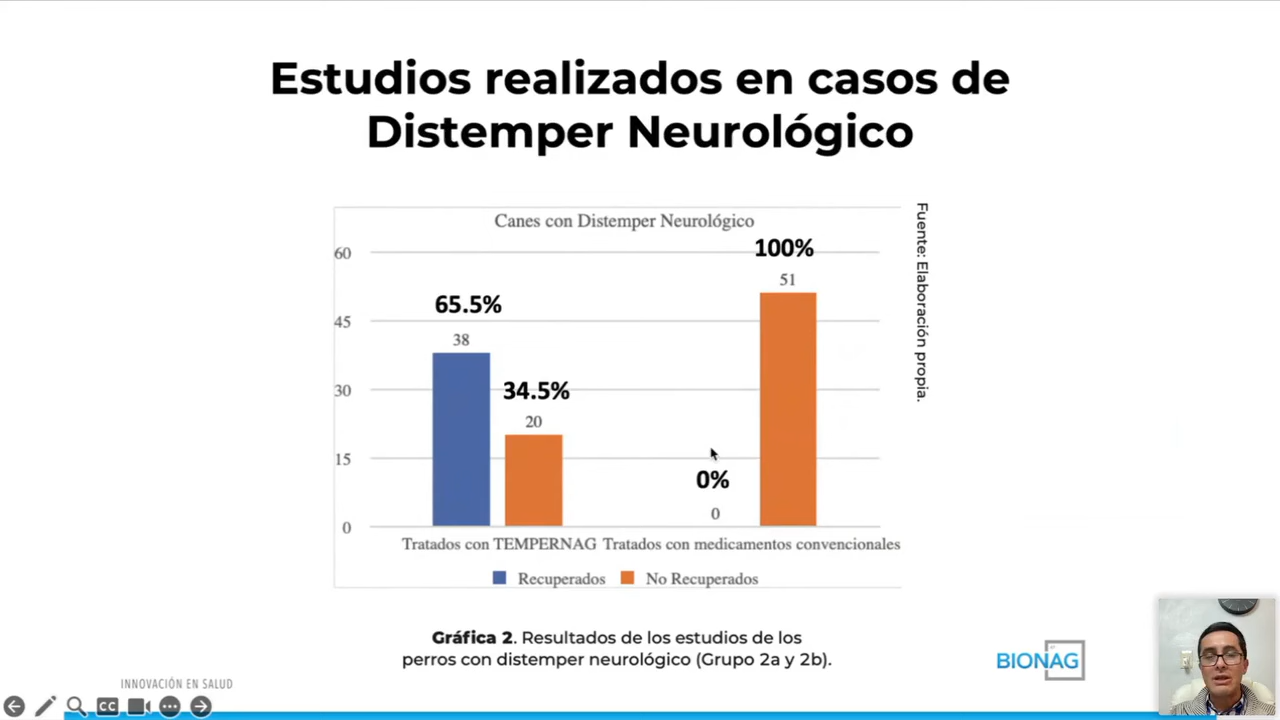 Estudios realizados en casos de
Distemper Neurológico
Canes con Distemper Neurológico
60
45
30
15
0
65.5%
38
34.5%
20
0%
0
100%
51
Tratados con TEMPERNAG
Tratados con medicamentos convencionales
Recuperados
No Recuperados
Fuente: Elaboración propia.
Gráfica 2. Resultados de los estudios de los
perros con distemper neurológico (Grupo 2a y 2b).
BIONAG
INNOVACIÓN EN SALUD
CC